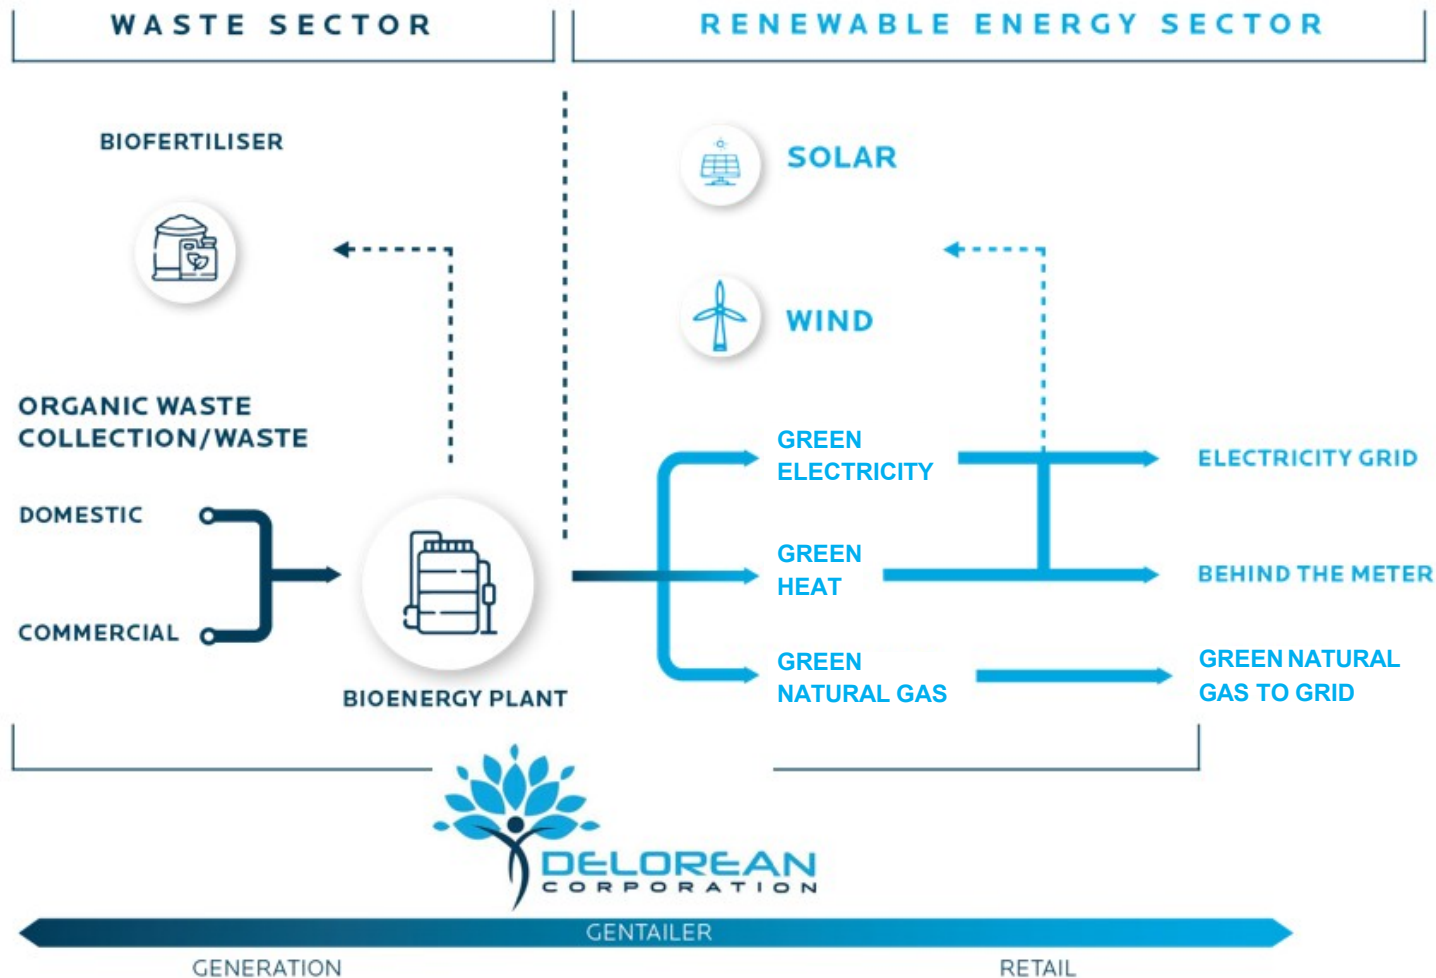 WASTE SECTOR
RENEWABLE ENERGY SECTOR
BIOFERTILISER
SOLAR
WIND
ORGANIC WASTE
COLLECTION/WASTE
DOMESTIC
COMMERCIAL
BIOENERGY PLANT
GREEN
ELECTRICITY
GREEN
HEAT
GREEN
NATURAL GAS
ELECTRICITY GRID
BEHIND THE METER
GREEN NATURAL
GAS TO GRID
DELOREAN
CORPORATION
GENTAILER
GENERATION
RETAIL